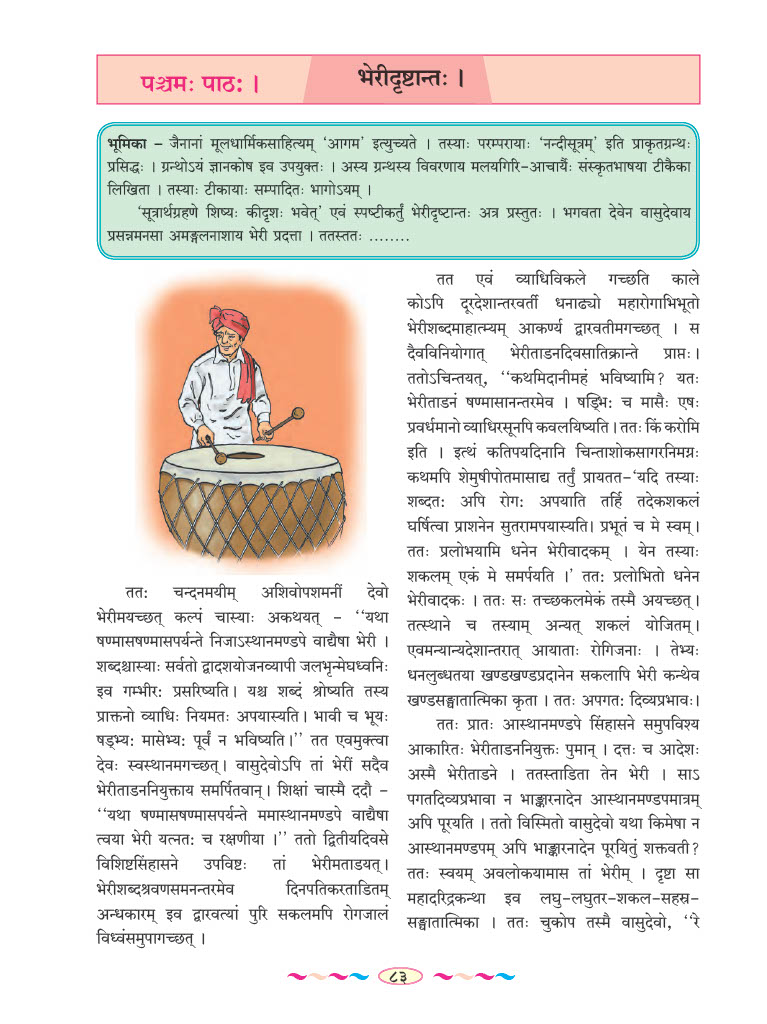 पञ्चमः पाठः ।
भेरीदृष्टान्तः ।
भूमिका – जैनानां मूलधार्मिकसाहित्यम् ‘आगम’ इत्युच्यते । तस्याः परम्परायाः ‘नन्दीसूत्रम्’ इति प्राकृतग्रन्थः
प्रसिद्धः । ग्रन्थोऽयं ज्ञानकोष इव उपयुक्तः । अस्य ग्रन्थस्य विवरणाय मलयगिरि-आचार्यैः संस्कृतभाषया टीकैका
लिखिता । तस्याः टीकायाः सम्पादितः भागोऽयम् ।
‘सूत्रार्थग्रहणे शिष्यः कीदृशः भवेत्’ एवं स्पष्टीकर्तुं भेरीदृष्टान्तः अत्र प्रस्तुतः । भगवता देवेन वासुदेवाय
प्रसन्नमनसा अमङ्गलनाशाय भेरी प्रदत्ता । ततस्ततः ........
ततः चन्दनमयीम् अशिवोपशमनीं देवो
भेरीमयच्छत् कल्पं चास्याः अकथयत् – ‘‘यथा
षण्मासषण्मासपर्यन्ते निजाऽस्थानमण्डपे वाद्यैषा भेरी ।
शब्दश्चास्याः सर्वतो द्वादशयोजनव्यापी जलभृन्मेघध्वनिः
इव गम्भीरः प्रसरिष्यति। यश्च शब्दं श्रोष्यति तस्य
प्राक्तनो व्याधिः नियमतः अपयास्यति। भावी च भूयः
षड्भ्यः मासेभ्यः पूर्वं न भविष्यति।’’ तत एवमुक्त्वा
देवः स्वस्थानमगच्छत्। वासुदेवोऽपि तां भेरीं सदैव
भेरीताडननियुक्ताय समर्पितवान्। शिक्षां चास्मै ददौ –
‘‘यथा षण्मासषण्मासपर्यन्ते ममास्थानमण्डपे वाद्यैषा
त्वया भेरी यत्नतः च रक्षणीया ।’’ ततो द्वितीयदिवसे
विशिष्टसिंहासने उपविष्टः तां भेरीमताडयत्।
भेरीशब्दश्रवणसमनन्तरमेव दिनपतिकरताडितम्
अन्धकारम् इव द्वारवत्यां पुरि सकलमपि रोगजालं
विध्वंसमुपागच्छत् ।
तत एवं व्याधिविकले गच्छति काले
कोऽपि दूरदेशान्तरवर्ती धनाढ्यो महारोगाभिभूतो
भेरीशब्दमाहात्म्यम् आकर्ण्य द्वारवतीमगच्छत् । स
दैवविनियोगात् भेरीताडनदिवसातिक्रान्ते प्राप्तः।
ततोऽचिन्तयत्, ‘‘कथमिदानीमहं भविष्यामि? यतः
भेरीताडनं षण्मासानन्तरमेव । षड्भिः च मासैः एषः
प्रवर्धमानो व्याधिरसूनपि कवलयिष्यति। ततः किं करोमि
इति । इत्थं कतिपयदिनानि चिन्ताशोकसागरनिमग्नः
कथमपि शेमुषीपोतमासाद्य तर्तुं प्रायतत–‘यदि तस्याः
शब्दतः अपि रोगः अपयाति तर्हि तदेकशकलं
घर्षित्वा प्राशनेन सुतरामपयास्यति। प्रभूतं च मे स्वम्।
ततः प्रलोभयामि धनेन भेरीवादकम् । येन तस्याः
शकलम् एकं मे समर्पयति ।’ ततः प्रलोभितो धनेन
भेरीवादकः । ततः सः तच्छकलमेकं तस्मै अयच्छत्।
तत्स्थाने च तस्याम् अन्यत् शकलं योजितम्।
एवमन्यान्यदेशान्तरात् आयाताः रोगिजनाः । तेभ्यः
धनलुब्धतया खण्डखण्डप्रदानेन सकलापि भेरी कन्थेव
खण्डसङ्घातात्मिका कृता । ततः अपगतः दिव्यप्रभावः।
ततः प्रातः आस्थानमण्डपे सिंहासने समुपविश्य
आकारितः भेरीताडननियुक्तः पुमान् । दत्तः च आदेशः
अस्मै भेरीताडने । ततस्ताडिता तेन भेरी । साऽ
पगतदिव्यप्रभावा न भाङ्कारनादेन आस्थानमण्डपमात्रम्
अपि पूरयति । ततो विस्मितो वासुदेवो यथा किमेषा न
आस्थानमण्डपम् अपि भाङ्कारनादेन पूरयितुं शक्तवती?
ततः स्वयम् अवलोकयामास तां भेरीम् । दृष्टा सा
महादरिद्रकन्था इव लघु-लघुतर-शकल-सहस्र-
सङ्घातात्मिका । ततः चुकोप तस्मै वासुदेवो, ‘‘रे
८३